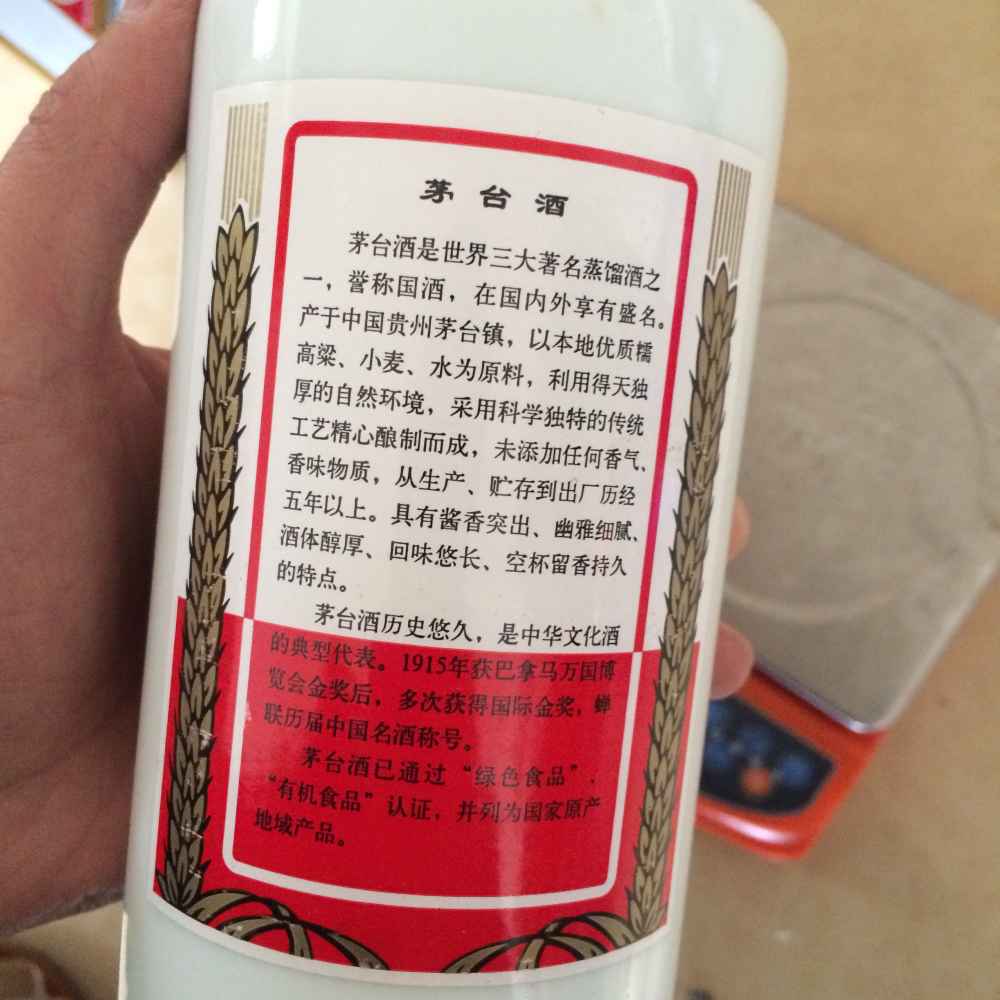 茅台酒
茅台酒是世界三大著名蒸馏酒之
一，誉称国酒，在国内外享有盛名。
产于中国贵州茅台镇，以本地优质糯
高粱、小麦、水为原料，利用得天独
厚的自然环境，采用科学独特的传统
工艺精心酿制而成，未添加任何香气、
香味物质，从生产、贮存到出厂历经
五年以上。具有酱香突出、幽雅细腻、
酒体醇厚、回味悠长、空杯留香持久
的特点。
茅台酒历史悠久，是中华文化酒
的典型代表。1915年获巴拿马万国博
览会金奖后，多次获得国际金奖，蝉
联历届中国名酒称号。
茅台酒已通过“绿色食品”、
“有机食品”认证，并列为国家原产
地域产品。